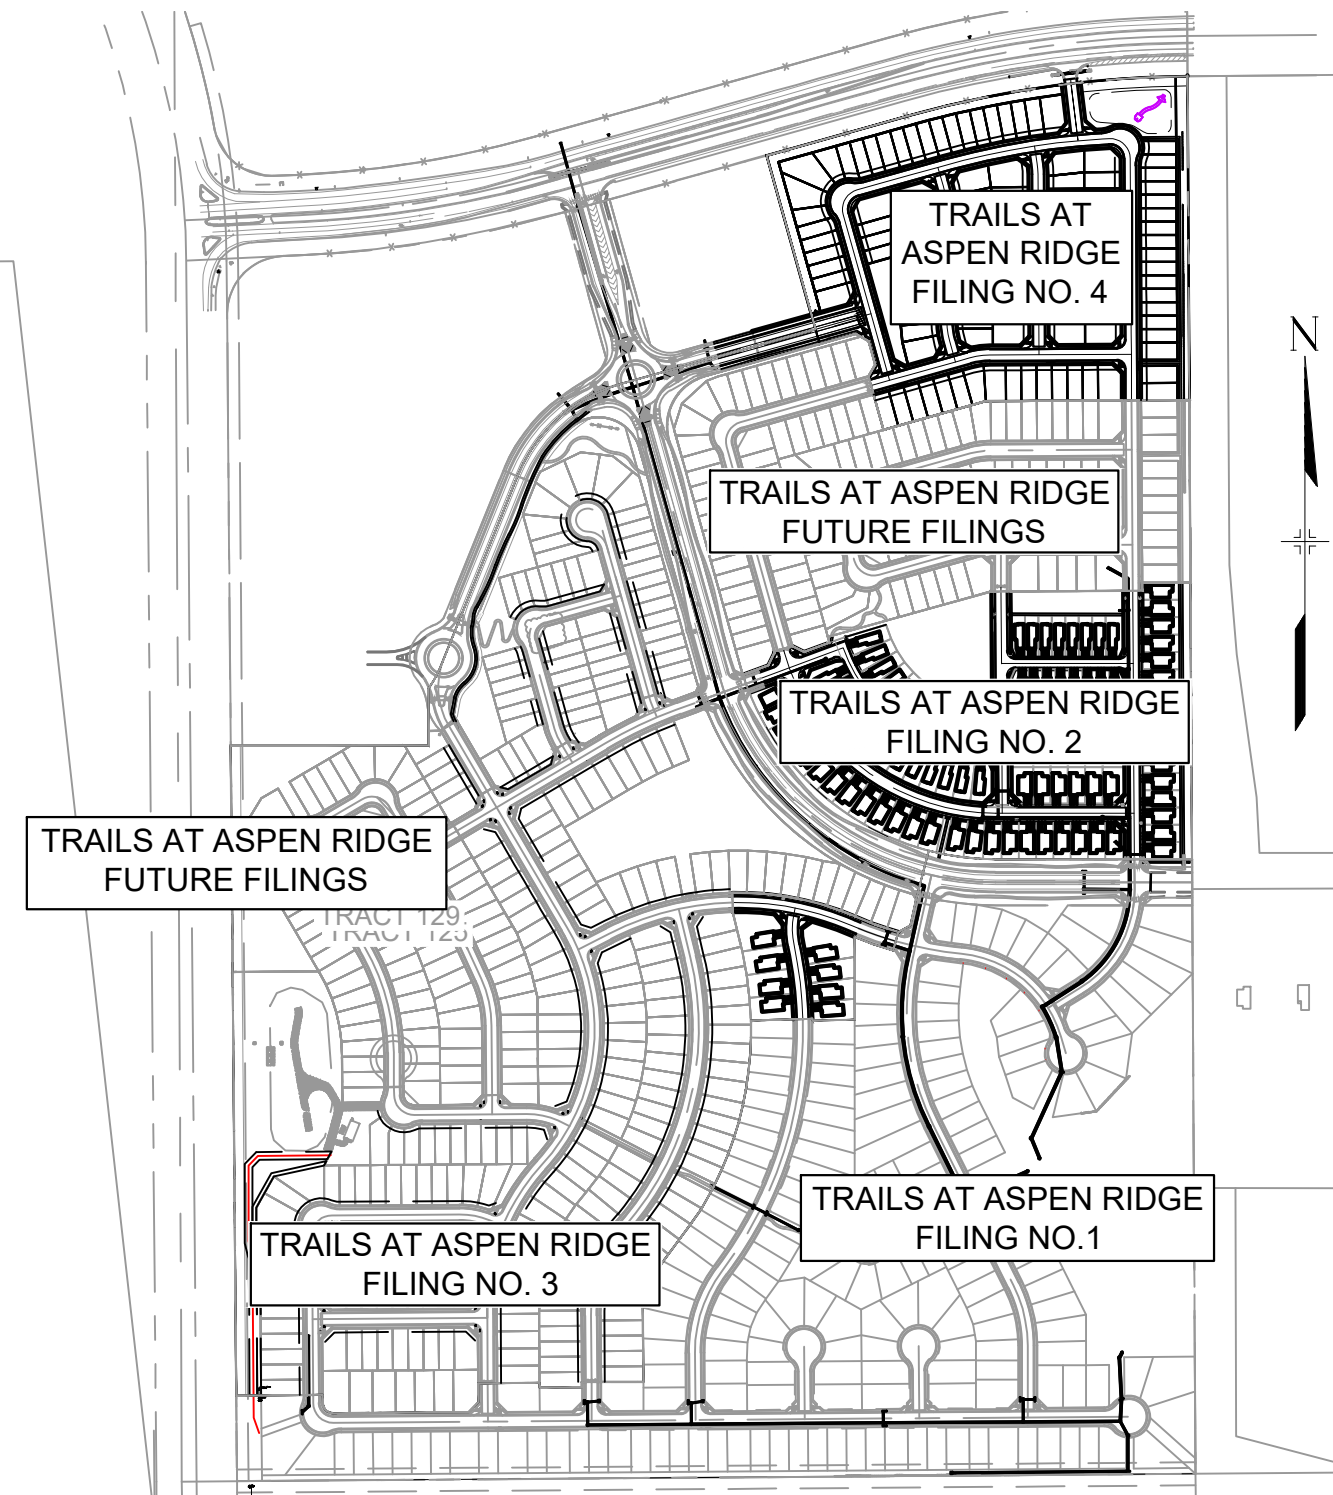 TRAILS AT
ASPEN RIDGE
FILING NO. 4
N
TRAILS AT ASPEN RIDGE
FUTURE FILINGS
TRAILS AT ASPEN RIDGE
FILING NO. 2
TRAILS AT ASPEN RIDGE
FUTURE FILINGS
TRACT 129
TRACT 125
TRAILS AT ASPEN RIDGE
FILING NO.1
TRAILS AT ASPEN RIDGE
FILING NO. 3